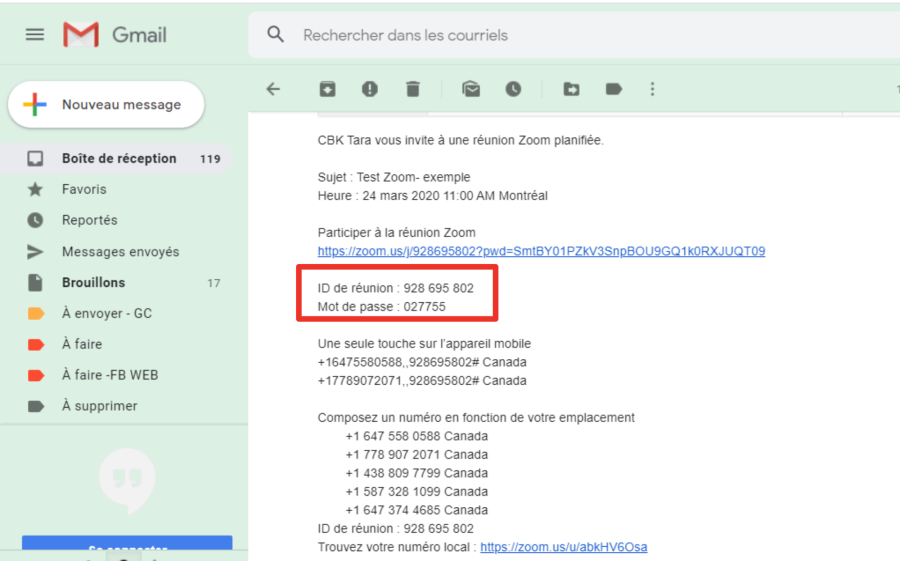 Gmail
Rechercher dans les courriels
Nouveau message
Boîte de réception 119
Favoris
Reportés
Messages envoyés
Brouillons 17
À envoyer - GC
À faire
À faire -FB WEB
À supprimer
CBK Tara vous invite à une réunion Zoom planifiée.
Sujet : Test Zoom- exemple
Heure : 24 mars 2020 11:00 AM Montréal
Participer à la réunion Zoom
https://zoom.us/j/928695802?pwd=SmtBY01PZkV3SnpBOU9GQ1k0RXJUQT09
ID de réunion : 928 695 802
Mot de passe : 027755
Une seule touche sur l'appareil mobile
+16475580588,,928695802# Canada
+17789072071,,928695802# Canada
Composez un numéro en fonction de votre emplacement
+1 647 558 0588 Canada
+1 778 907 2071 Canada
+1 438 809 7799 Canada
+1 587 328 1099 Canada
+1 647 374 4685 Canada
ID de réunion : 928 695 802
Trouvez votre numéro local : https://zoom.us/u/abkHV6Osa